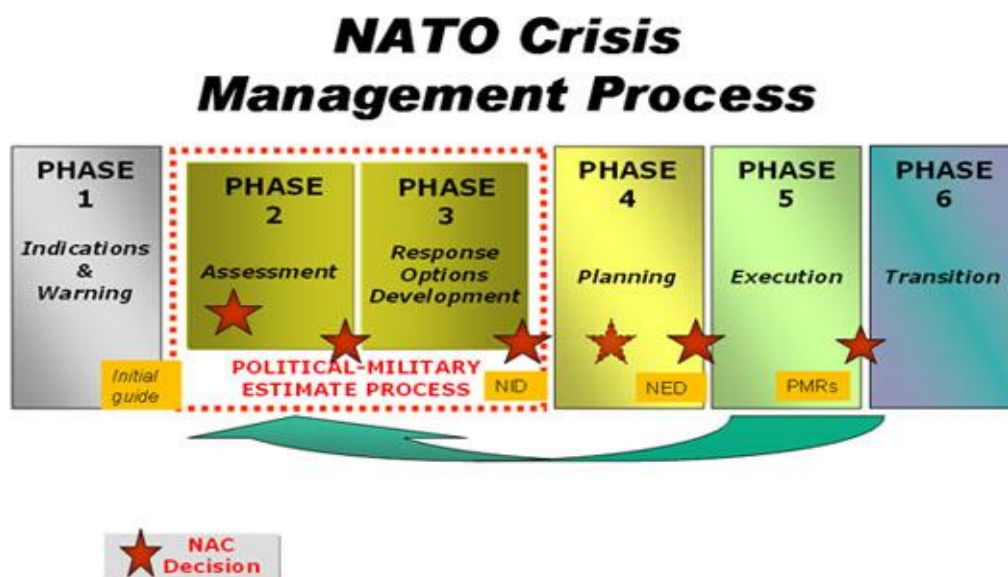 NATO Crisis
Management Process
PHASE
1
Indications
&
Warning
Initial
guide
PHASE
2
Assessment
PHASE
3
Response
Options
Development
POLITICAL-MILITARY
ESTIMATE PROCESS
NID
PHASE
4
Planning
NED
PHASE
5
Execution
PMRs
PHASE
6
Transition
NAC
Decision